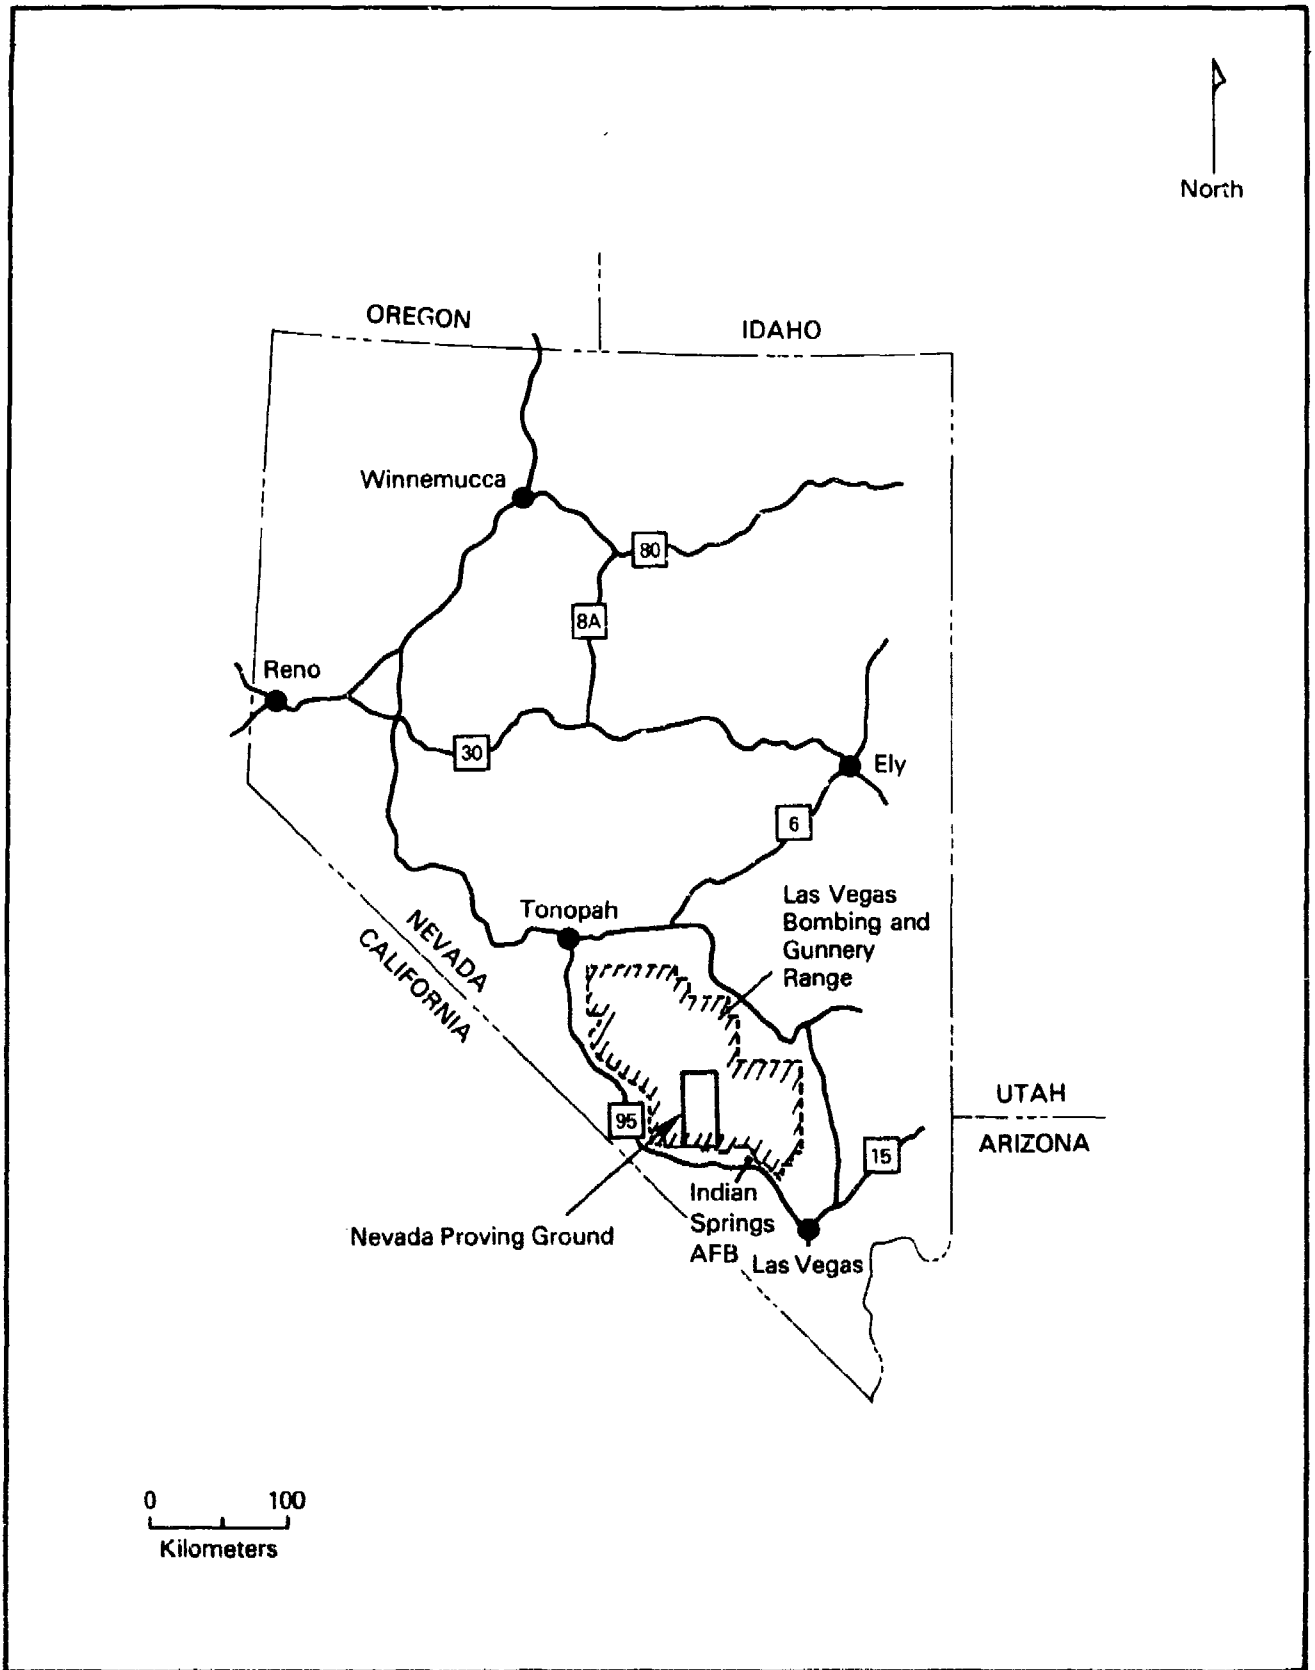 North
OREGON
IDAHO
Winnemucca
80
8A
Reno
30
Ely
6
Las Vegas
Bombing and
Gunnery
Range
Tonopah
NEVADA
CALIFORNIA
UTAH
ARIZONA
95
15
Indian
Springs
AFB
Nevada Proving Ground
Las Vegas
0 100
Kilometers